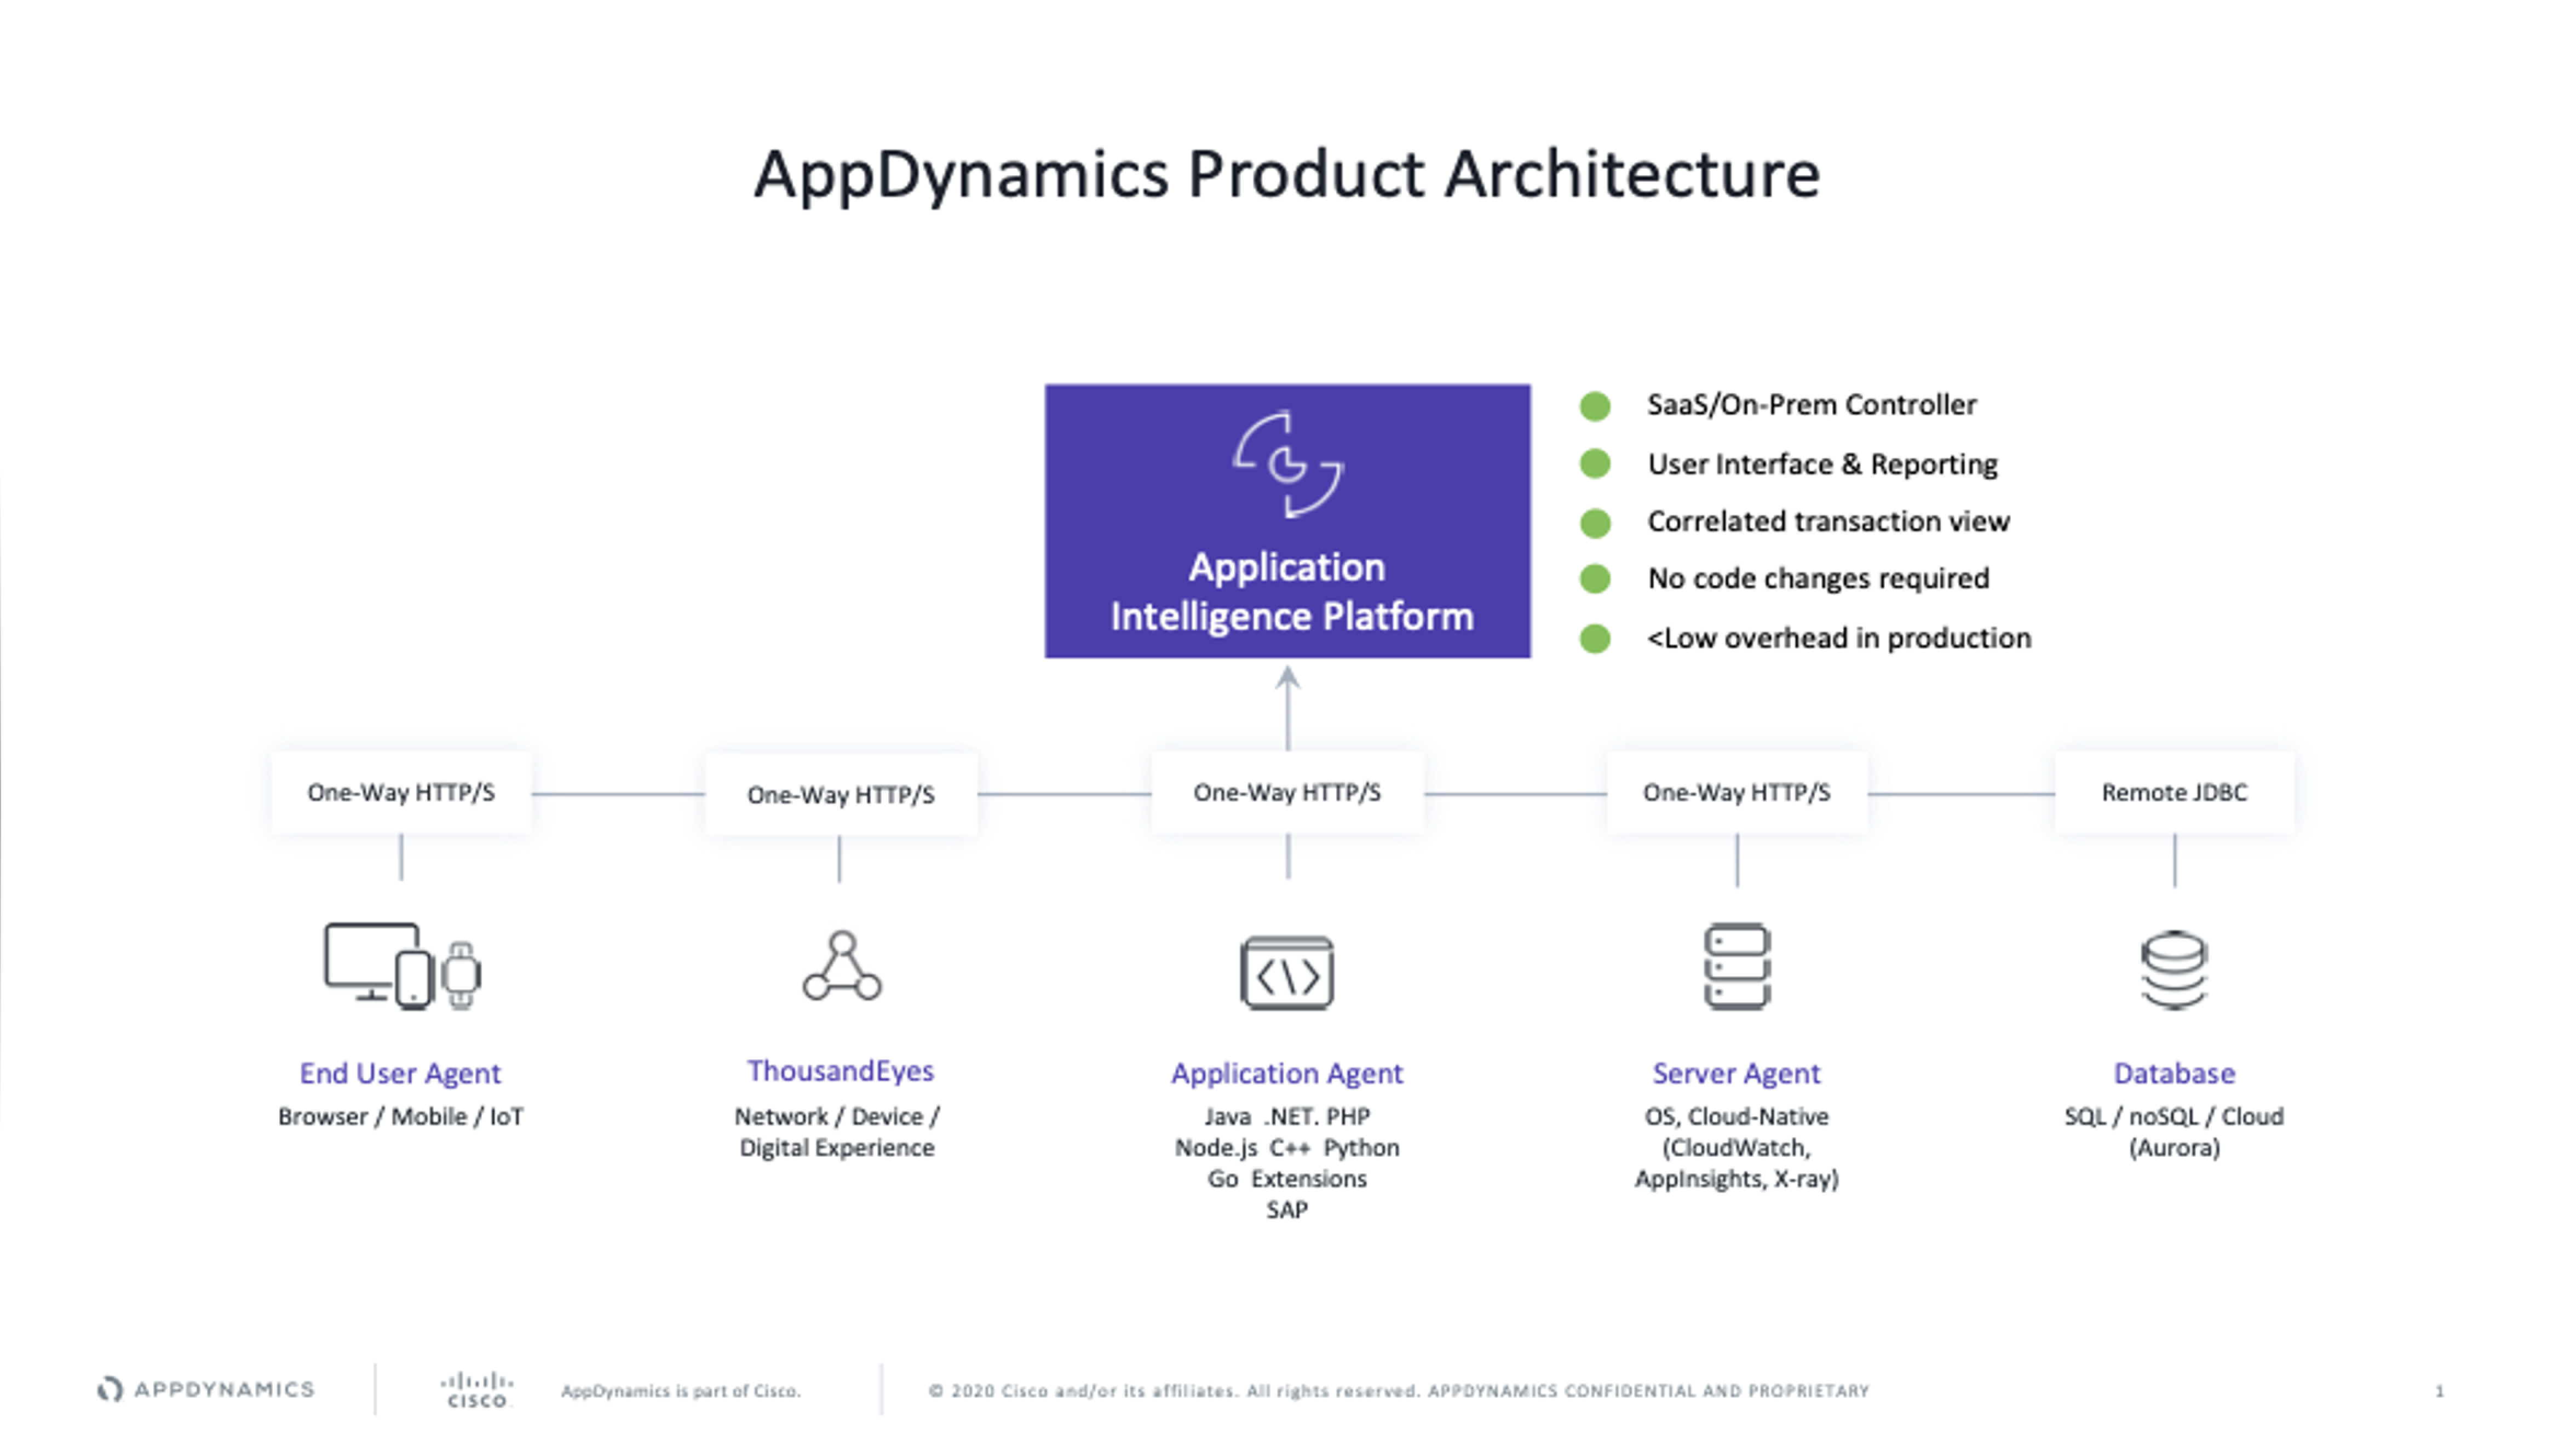 AppDynamics Product Architecture
Application
Intelligence Platform
SaaS/On-Prem Controller
User Interface & Reporting
Correlated transaction view
No code changes required
<Low overhead in production
One-Way HTTP/S
One-Way HTTP/S
One-Way HTTP/S
One-Way HTTP/S
Remote JDBC
End User Agent
Browser / Mobile / IoT
ThousandEyes
Network / Device /
Digital Experience
Application Agent
Java .NET. PHP
Node.js C++ Python
Go Extensions
SAP
Server Agent
OS, Cloud-Native
(CloudWatch,
AppInsights, X-ray)
Database
SQL / noSQL / Cloud
(Aurora)
APPDYNAMICS
CISCO
AppDynamics is part of Cisco.
© 2020 Cisco and/or its affiliates. All rights reserved. APPDYNAMICS CONFIDENTIAL AND PROPRIETARY
1